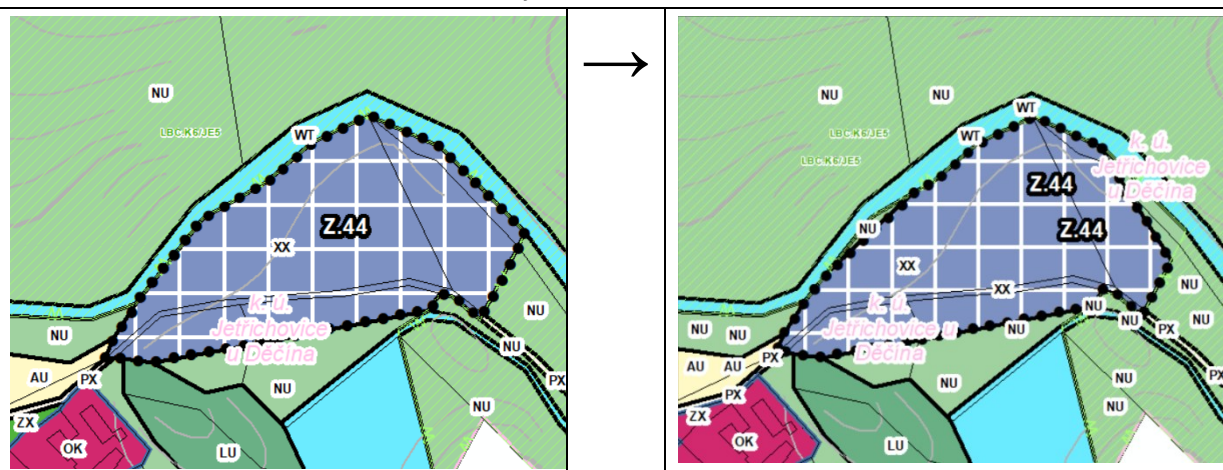 NU
LBC:K6/JE5
WT
Z.44
XX
k. ú.
Jetřichovice
u Děčína
NU
NU
NU
AU
PX
PX
NU
NU
ZX
OK
LU
→
NU
NU
LBC:K6/JE5
LBC:K6/JE5
WT
WT
k. ú.
Jetřichovice
u Děčína
Z.44
Z.44
NU
XX
NU
XX
k. ú.
Jetřichovice u
Děčína
NU
NU
NU
NU
NU
PX
NU
AU
AU
PX
PX
PX
NU
NU
NU
ZX
OK
LU